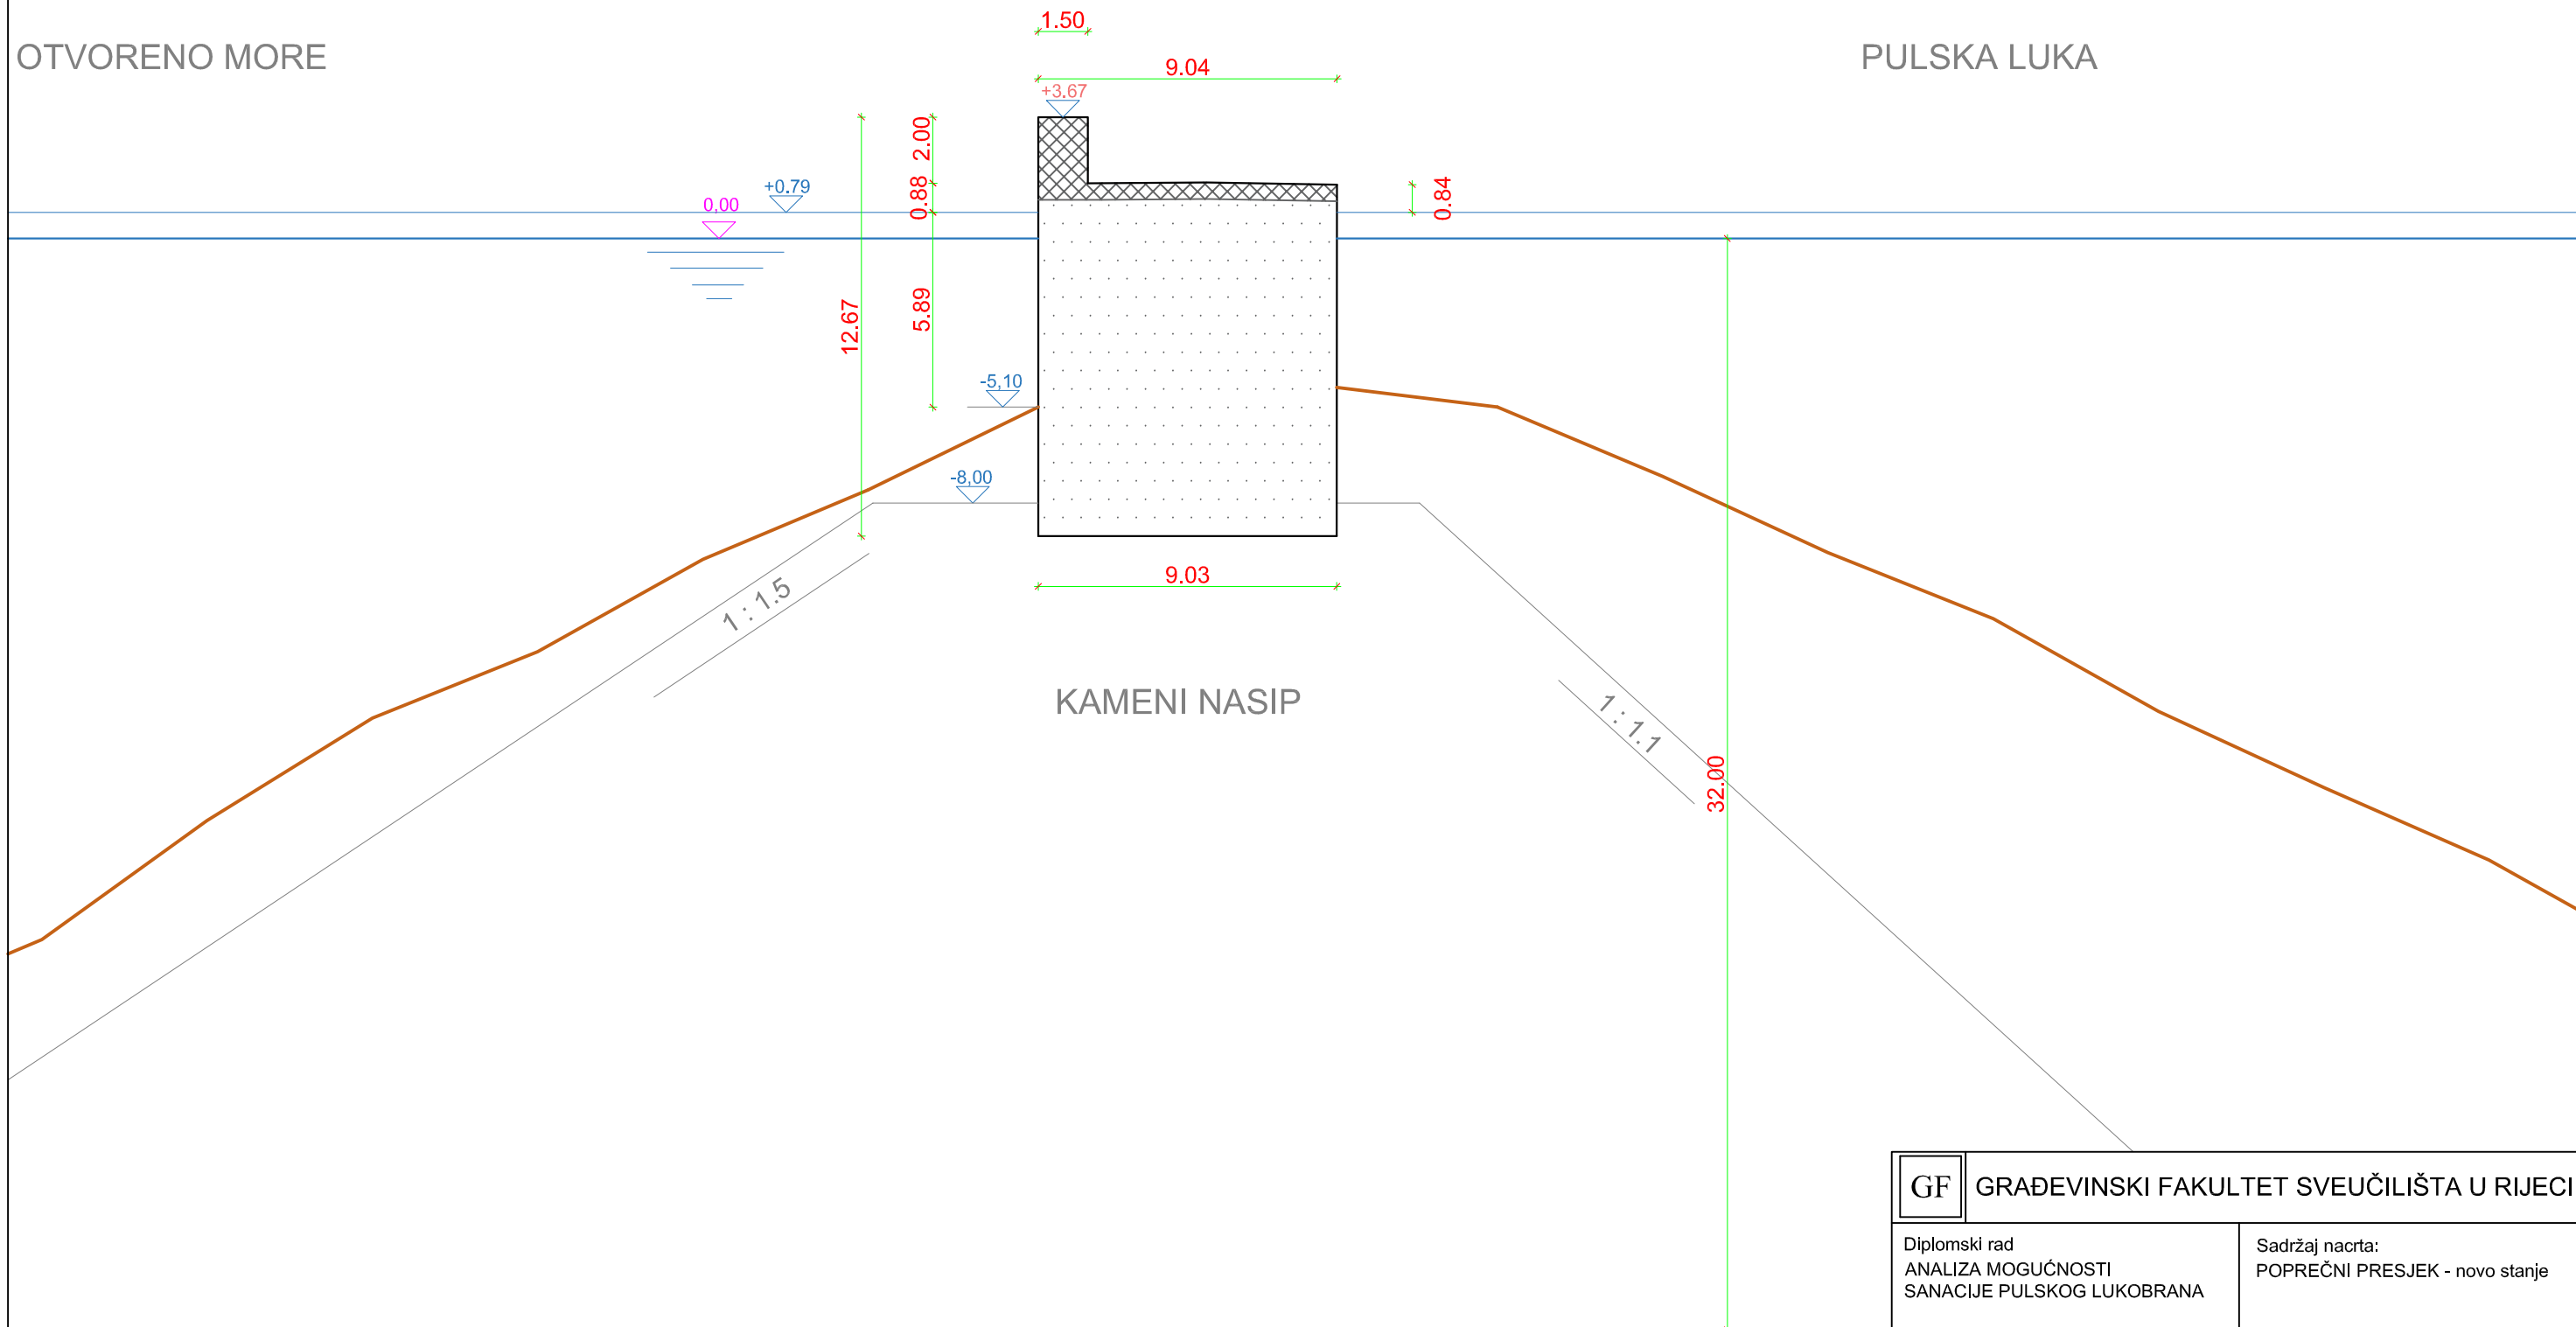 1.50
OTVORENO MORE
PULSKA LUKA
9.04
+3.67
2.00
0.88
0.84
+0.79
0,00
5.89
12.67
-5,10
-8,00
9.03
1 : 1.5
KAMENI NASIP
1 : 1.1
32.00
GF
GRAĐEVINSKI FAKULTET SVEUČILIŠTA U RIJECI
Diplomski rad
ANALIZA MOGUĆNOSTI
SANACIJE PULSKOG LUKOBRANA
Sadržaj nacrta:
POPREČNI PRESJEK - novo stanje